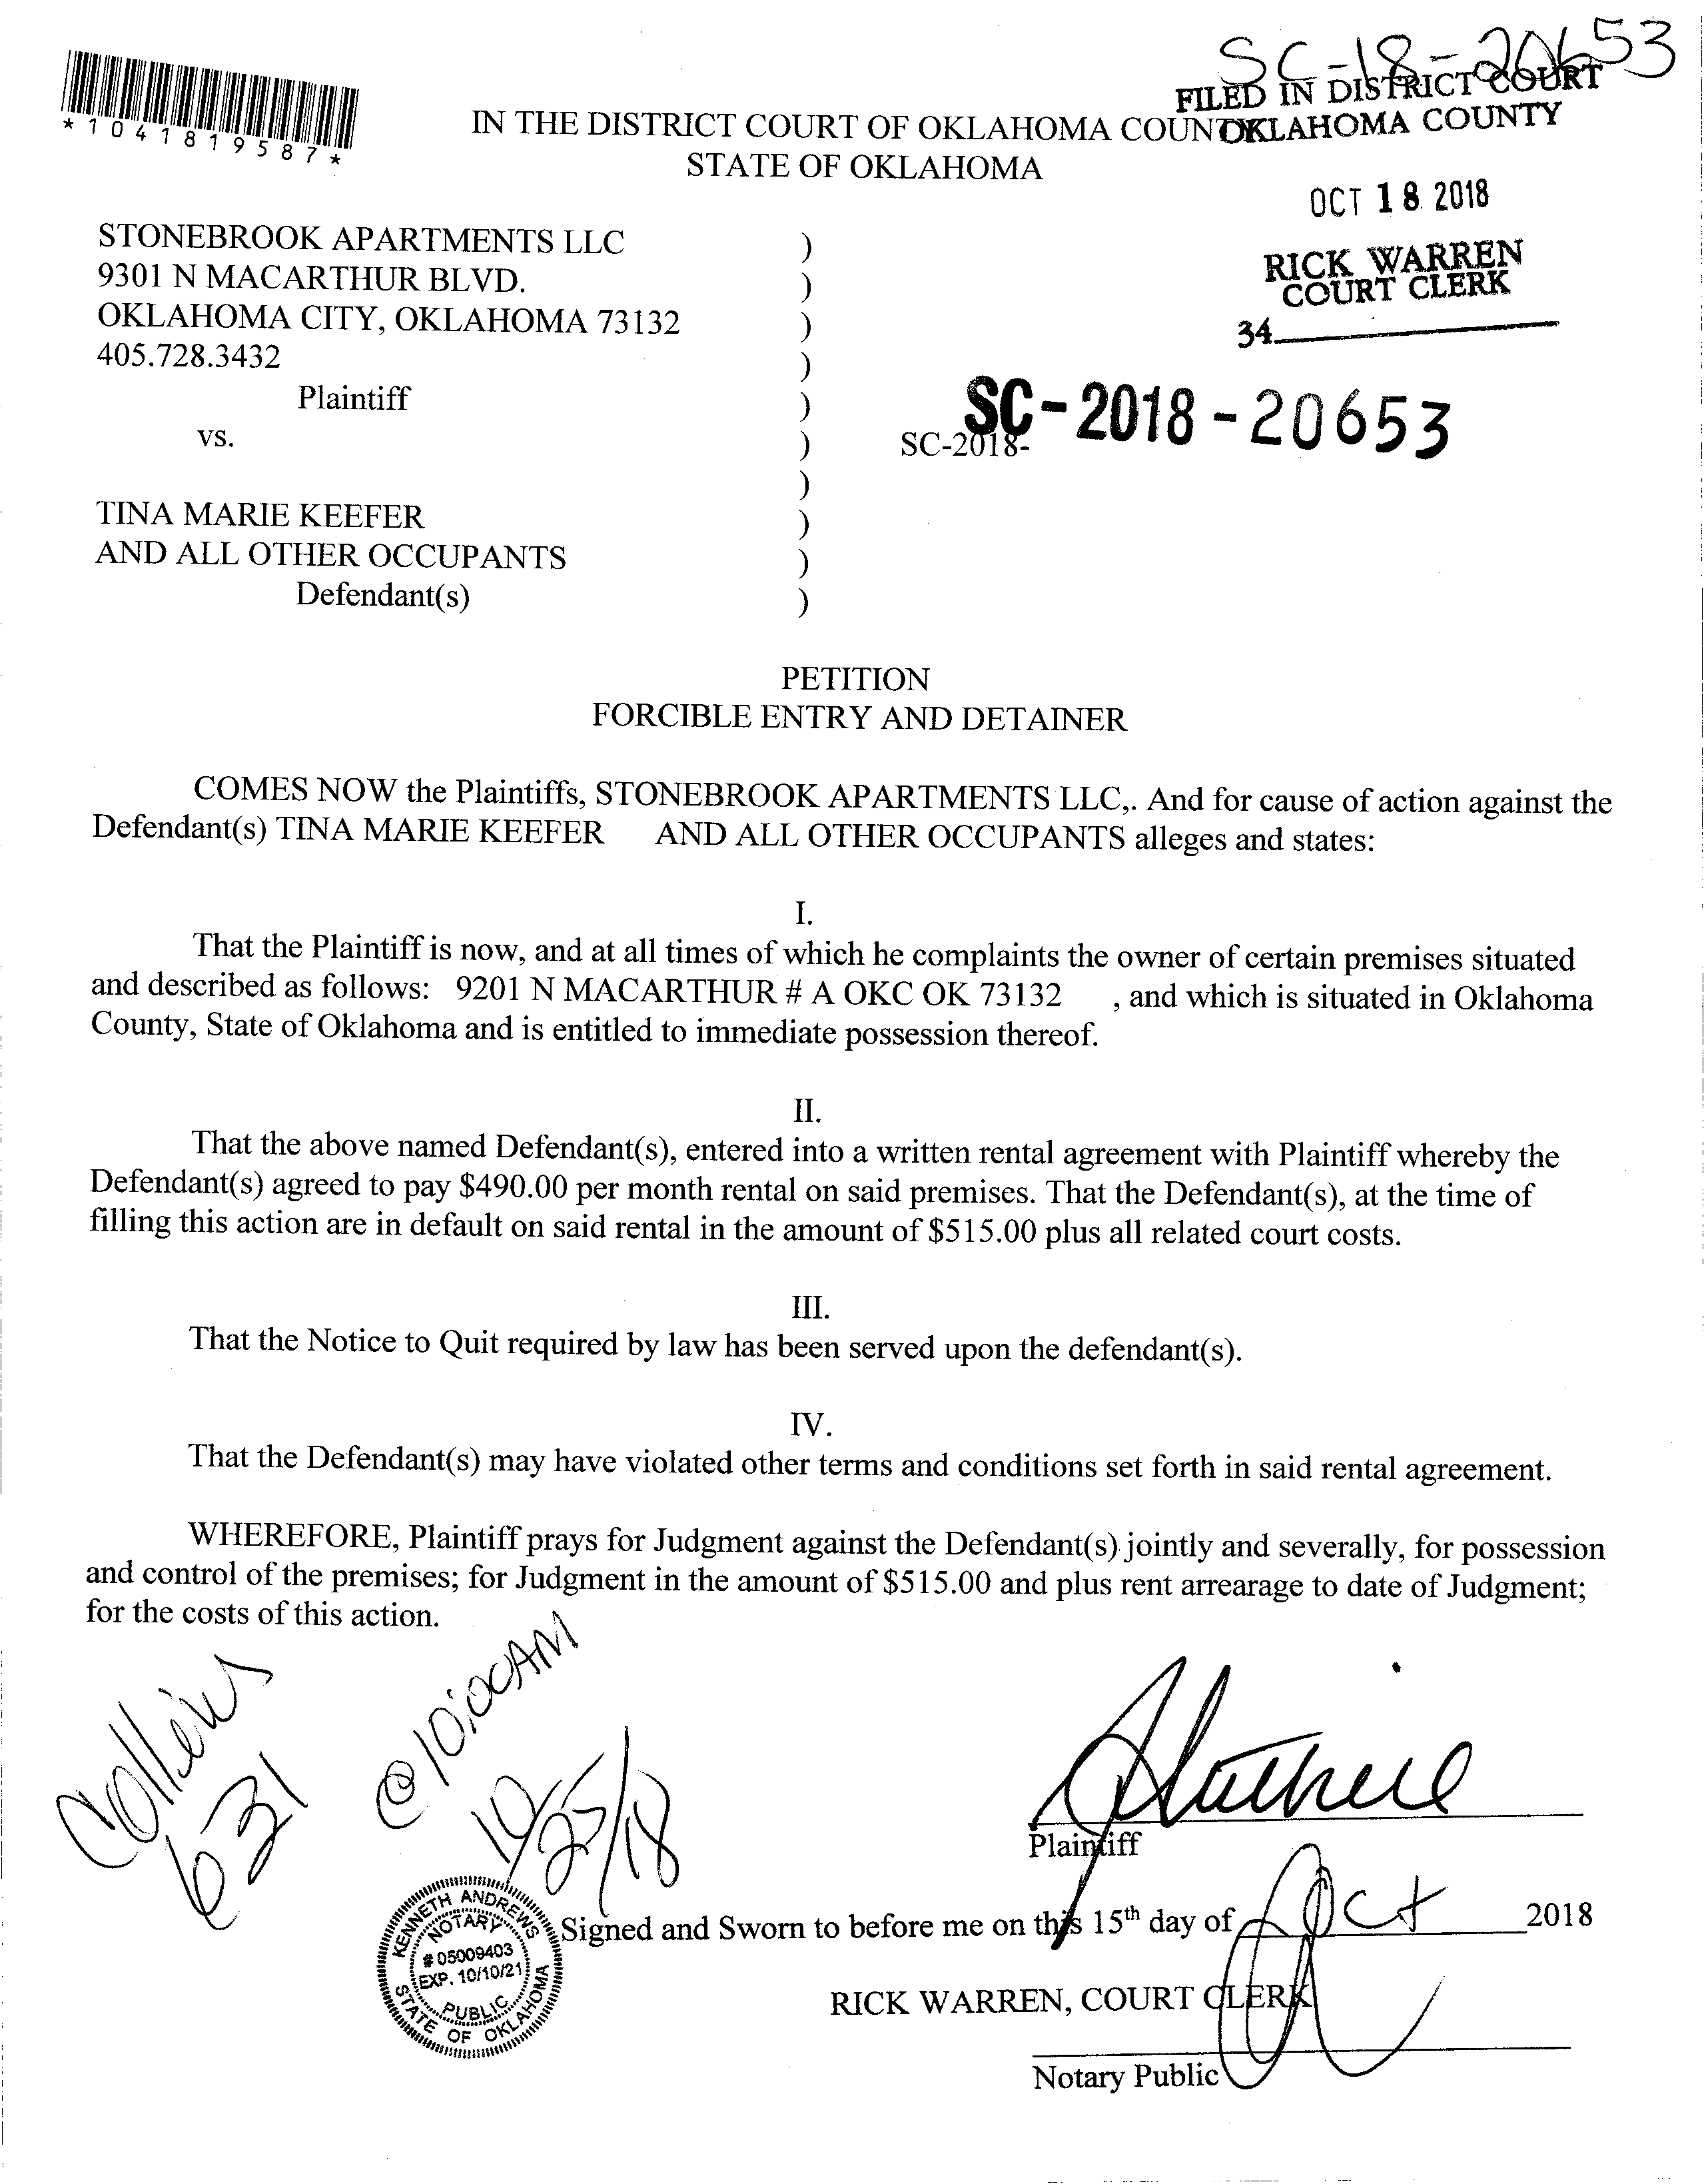 SC-18-20653
FILED IN DISTRICT COURT
OKLAHOMA COUNTY
*1041819587*
IN THE DISTRICT COURT OF OKLAHOMA COUN
STATE OF OKLAHOMA
OCT 18 2018
RICK WARREN
COURT CLERK
34
STONEBROOK APARTMENTS LLC )
9301 N MACARTHUR BLVD. )
OKLAHOMA CITY, OKLAHOMA 73132 )
405.728.3432 )
Plaintiff )
vs. ) SC-2018- SC-2018-20653
)
TINA MARIE KEEFER )
AND ALL OTHER OCCUPANTS )
Defendant(s) )
PETITION
FORCIBLE ENTRY AND DETAINER
COMES NOW the Plaintiffs, STONEBROOK APARTMENTS LLC,. And for cause of action against the
Defendant(s) TINA MARIE KEEFER AND ALL OTHER OCCUPANTS alleges and states:
I.
That the Plaintiff is now, and at all times of which he complaints the owner of certain premises situated
and described as follows: 9201 N MACARTHUR # A OKC OK 73132 , and which is situated in Oklahoma
County, State of Oklahoma and is entitled to immediate possession thereof.
II.
That the above named Defendant(s), entered into a written rental agreement with Plaintiff whereby the
Defendant(s) agreed to pay $490.00 per month rental on said premises. That the Defendant(s), at the time of
filling this action are in default on said rental in the amount of $515.00 plus all related court costs.
III.
That the Notice to Quit required by law has been served upon the defendant(s).
IV.
That the Defendant(s) may have violated other terms and conditions set forth in said rental agreement.
WHEREFORE, Plaintiff prays for Judgment against the Defendant(s) jointly and severally, for possession
and control of the premises; for Judgment in the amount of $515.00 and plus rent arrearage to date of Judgment;
for the costs of this action.
Collins
631
@10:00AM
10/25/18
Plaintiff
KENNETH ANDREWS
NOTARY
# 05009403
EXP. 10/10/21
PUBLIC
STATE OF OKLAHOMA
Signed and Sworn to before me on this 15th day of Oct 2018
RICK WARREN, COURT CLERK
Notary Public